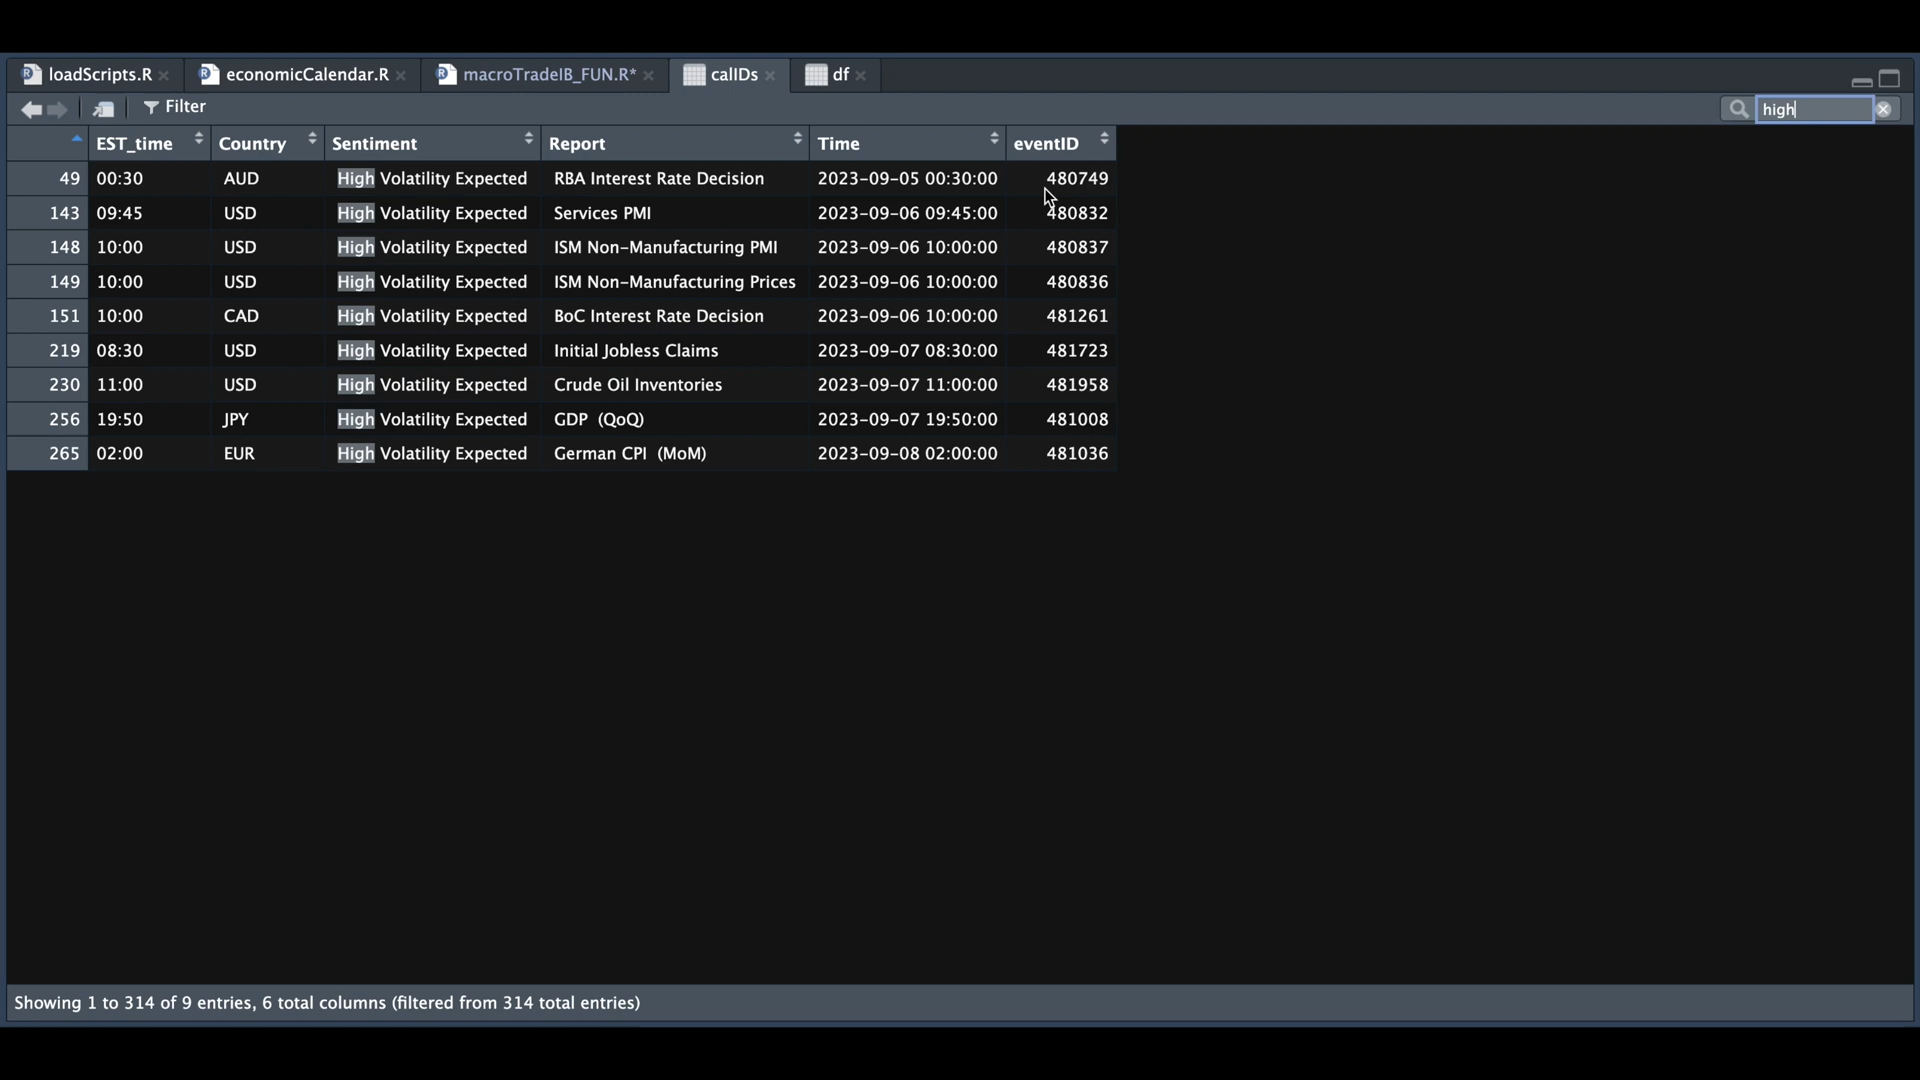 loadScripts.R economicCalendar.R macroTradeIB_FUN.R* callIDs df
Filter high
EST_time Country Sentiment Report Time eventID
49 00:30 AUD High Volatility Expected RBA Interest Rate Decision 2023-09-05 00:30:00 480749
143 09:45 USD High Volatility Expected Services PMI 2023-09-06 09:45:00 480832
148 10:00 USD High Volatility Expected ISM Non-Manufacturing PMI 2023-09-06 10:00:00 480837
149 10:00 USD High Volatility Expected ISM Non-Manufacturing Prices 2023-09-06 10:00:00 480836
151 10:00 CAD High Volatility Expected BoC Interest Rate Decision 2023-09-06 10:00:00 481261
219 08:30 USD High Volatility Expected Initial Jobless Claims 2023-09-07 08:30:00 481723
230 11:00 USD High Volatility Expected Crude Oil Inventories 2023-09-07 11:00:00 481958
256 19:50 JPY High Volatility Expected GDP (QoQ) 2023-09-07 19:50:00 481008
265 02:00 EUR High Volatility Expected German CPI (MoM) 2023-09-08 02:00:00 481036
Showing 1 to 314 of 9 entries, 6 total columns (filtered from 314 total entries)